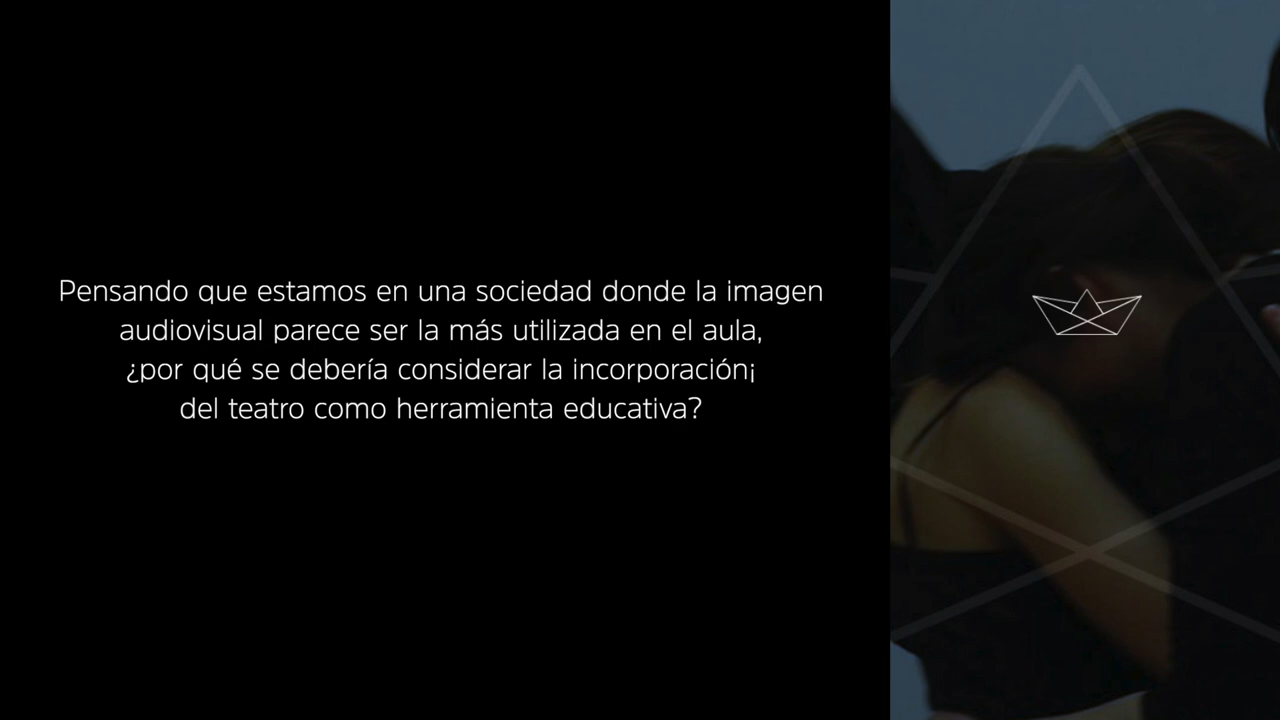 Pensando que estamos en una sociedad donde la imagen
audiovisual parece ser la más utilizada en el aula,
¿por qué se debería considerar la incorporación¡
del teatro como herramienta educativa?